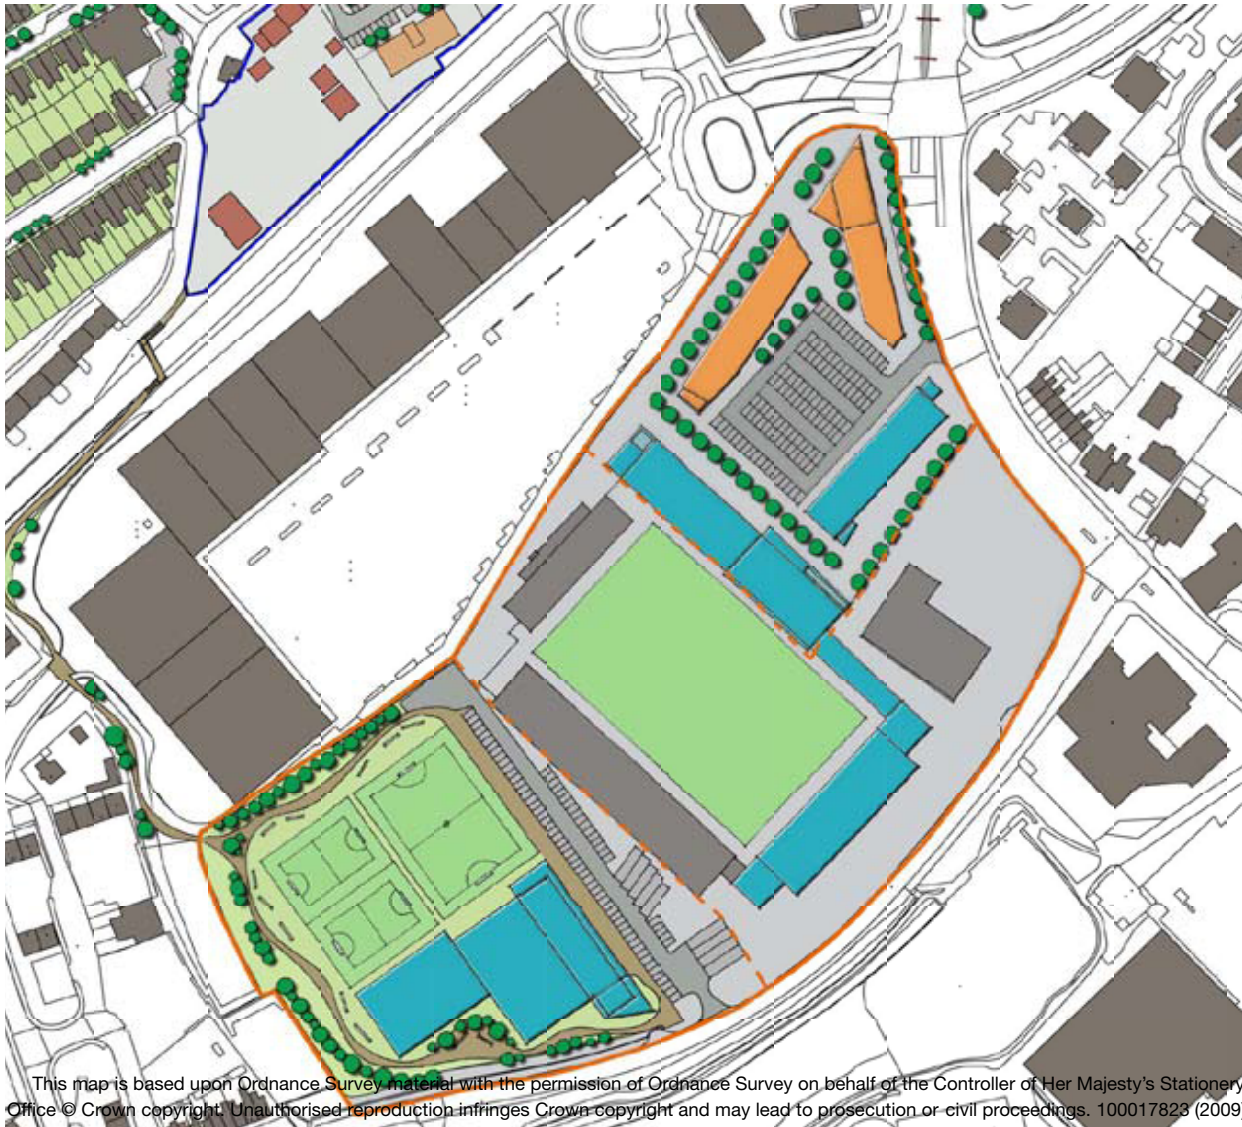 This map is based upon Ordnance Survey material with the permission of Ordnance Survey on behalf of the Controller of Her Majesty's Stationery
Office © Crown copyright. Unauthorised reproduction infringes Crown copyright and may lead to prosecution or civil proceedings. 100017823 (2009)